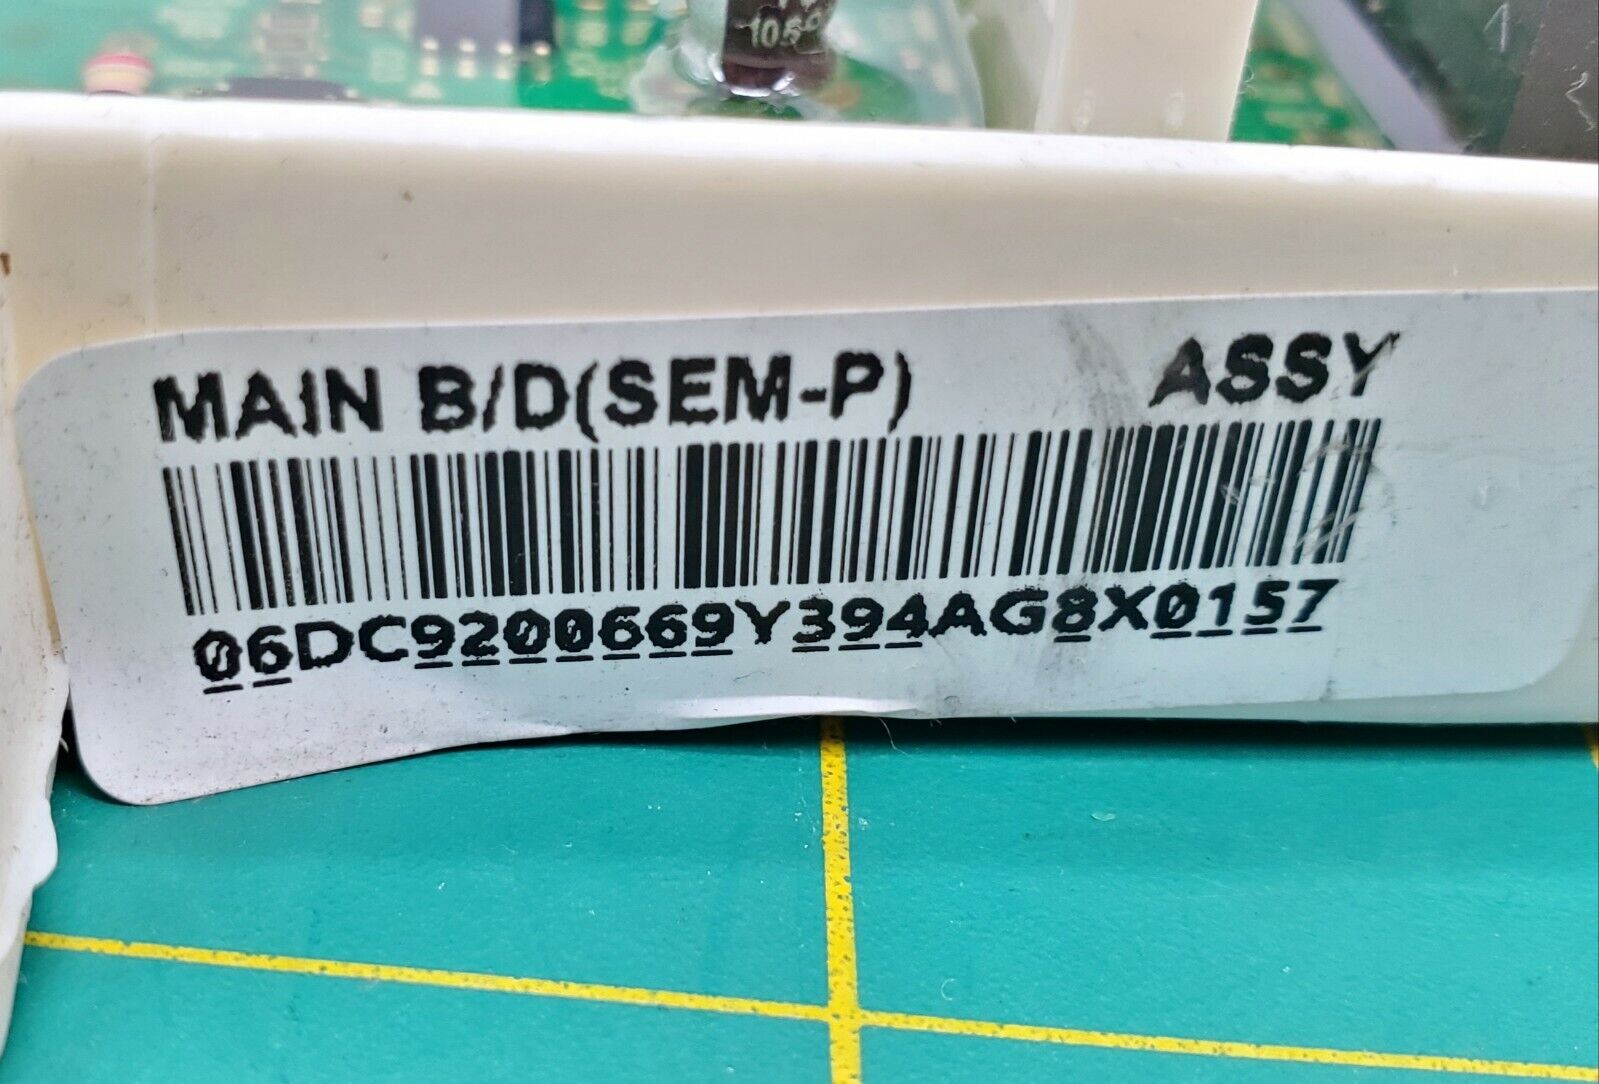 MAIN B/D(SEM-P) ASSY
06DC9200669Y394AG8X0157